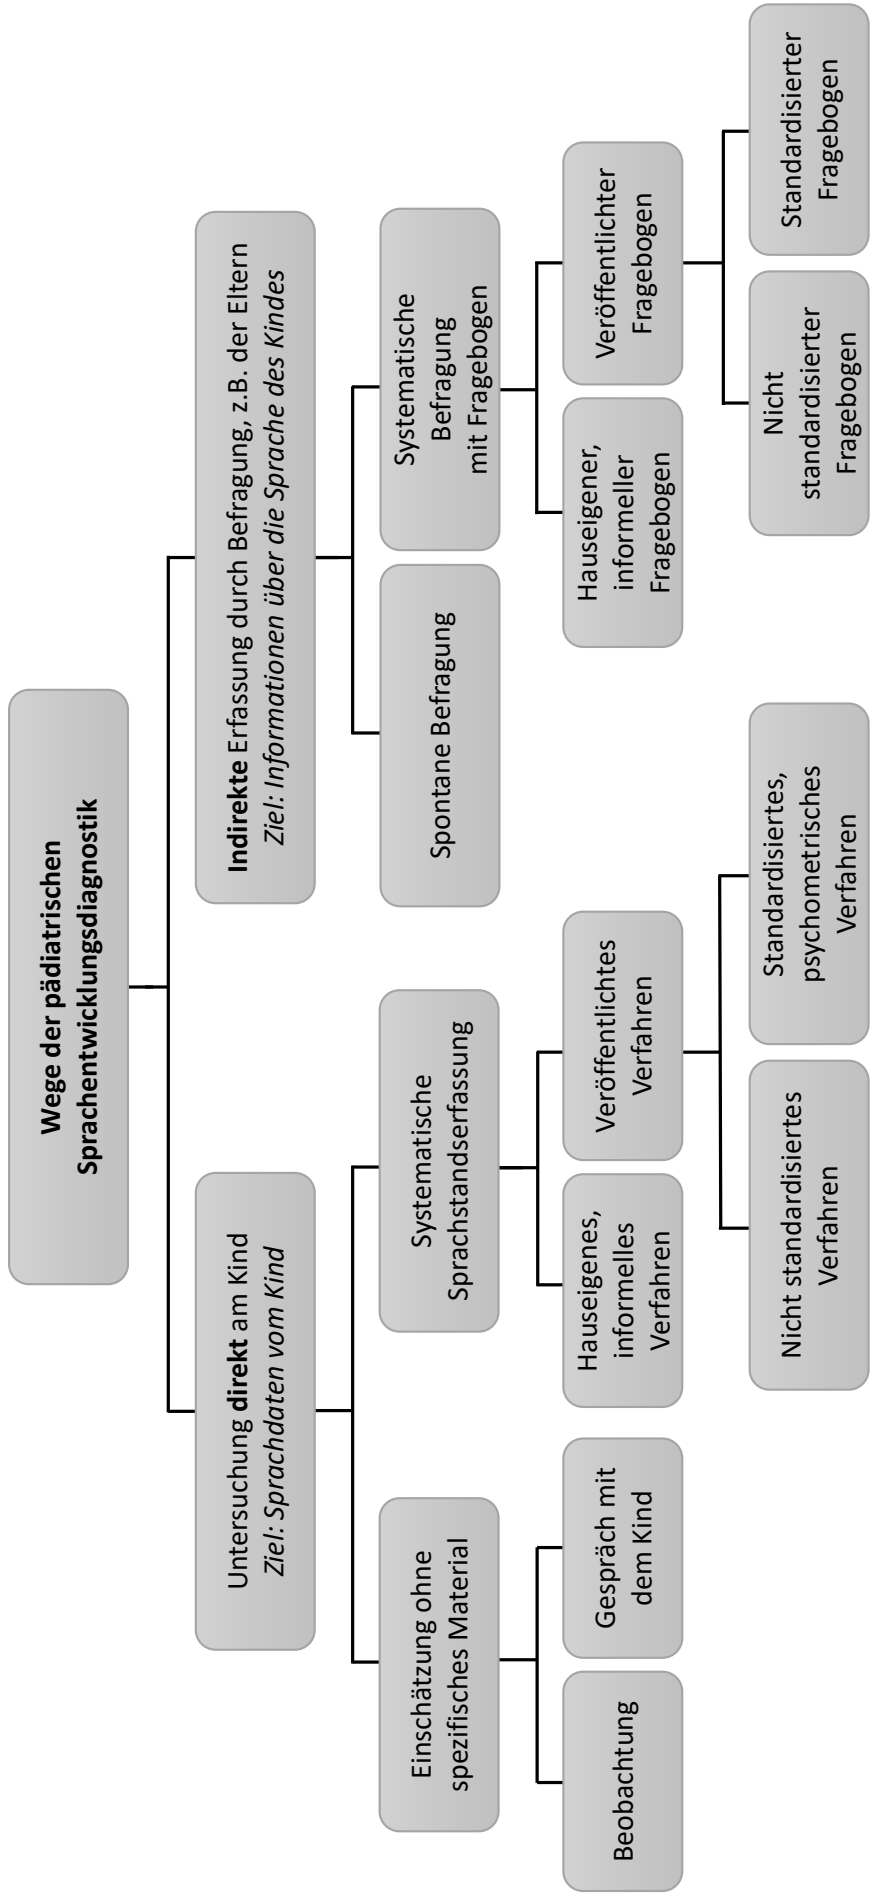 Wege der pädiatrischen
Sprachentwicklungsdiagnostik
Untersuchung direkt am Kind
Ziel: Sprachdaten vom Kind
Indirekte Erfassung durch Befragung, z.B. der Eltern
Ziel: Informationen über die Sprache des Kindes
Einschätzung ohne
spezifisches Material
Systematische
Sprachstandserfassung
Spontane Befragung
Systematische
Befragung
mit Fragebogen
Beobachtung
Gespräch mit
dem Kind
Hauseigenes,
informelles
Verfahren
Veröffentlichtes
Verfahren
Hauseigener,
informeller
Fragebogen
Veröffentlichter
Fragebogen
Nicht standardisiertes
Verfahren
Standardisiertes,
psychometrisches
Verfahren
Nicht
standardisierter
Fragebogen
Standardisierter
Fragebogen